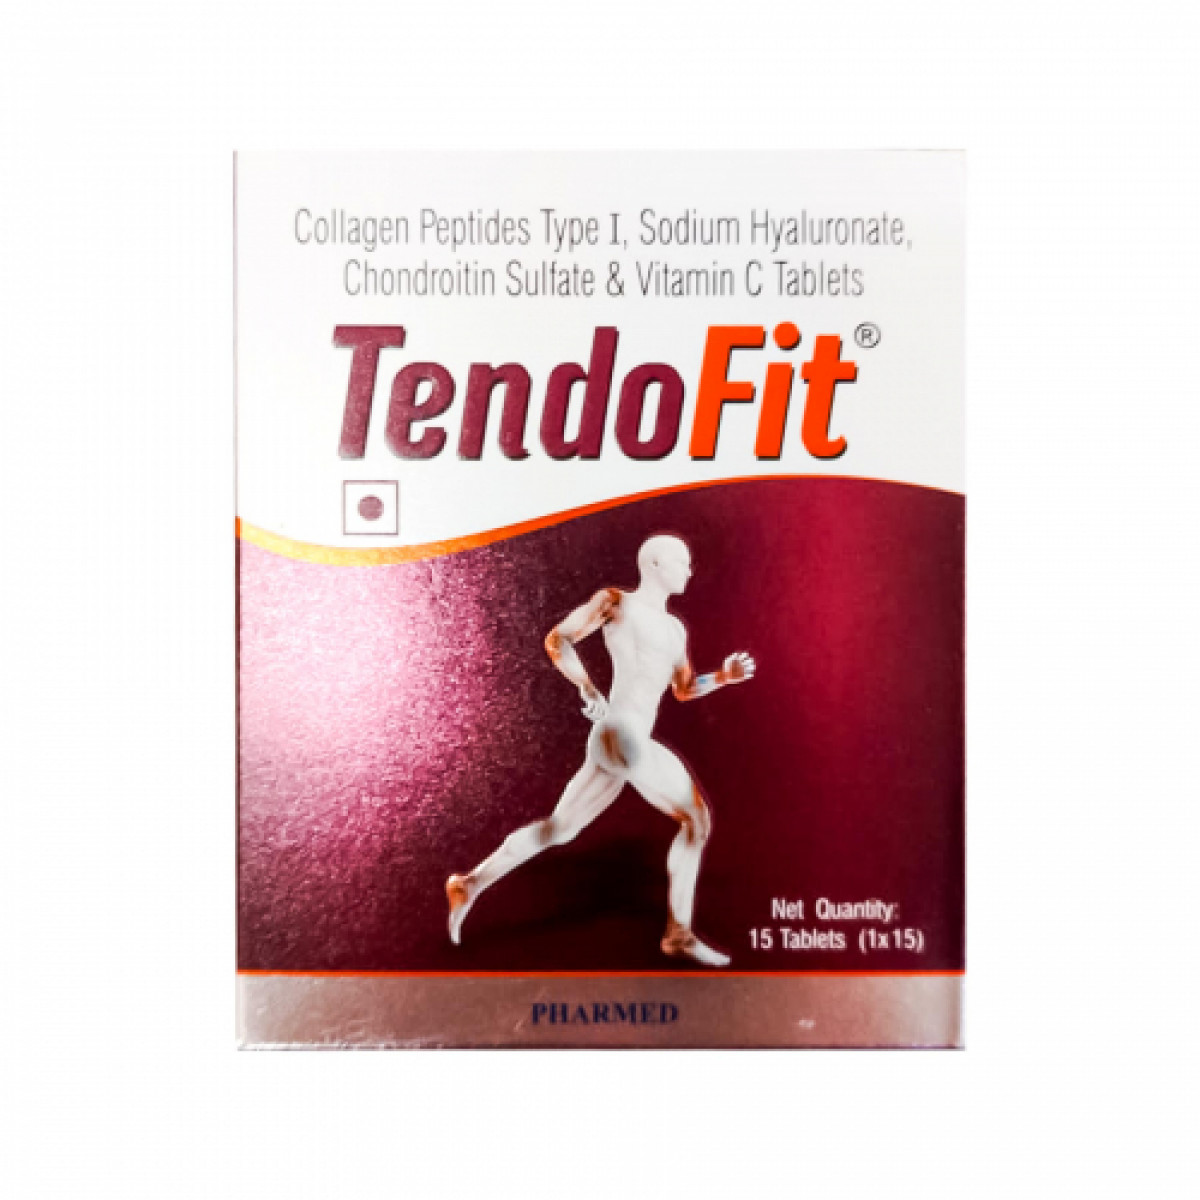 Collagen Peptides Type I, Sodium Hyaluronate,
Chondroitin Sulfate & Vitamin C Tablets
TendoFit®
Net Quantity:
15 Tablets (1x15)
PHARMED